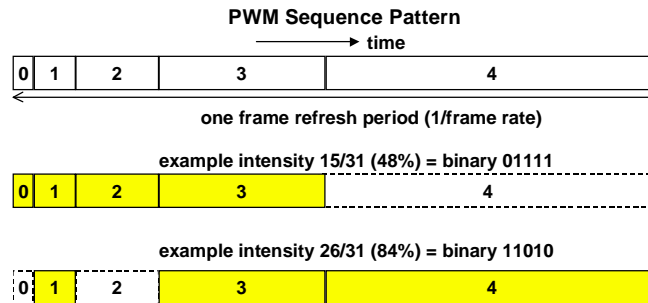 PWM Sequence Pattern
time
0 1 2 3 4
one frame refresh period (1/frame rate)
example intensity 15/31 (48%) = binary 01111
0 1 2 3 4
example intensity 26/31 (84%) = binary 11010
0 1 2 3 4